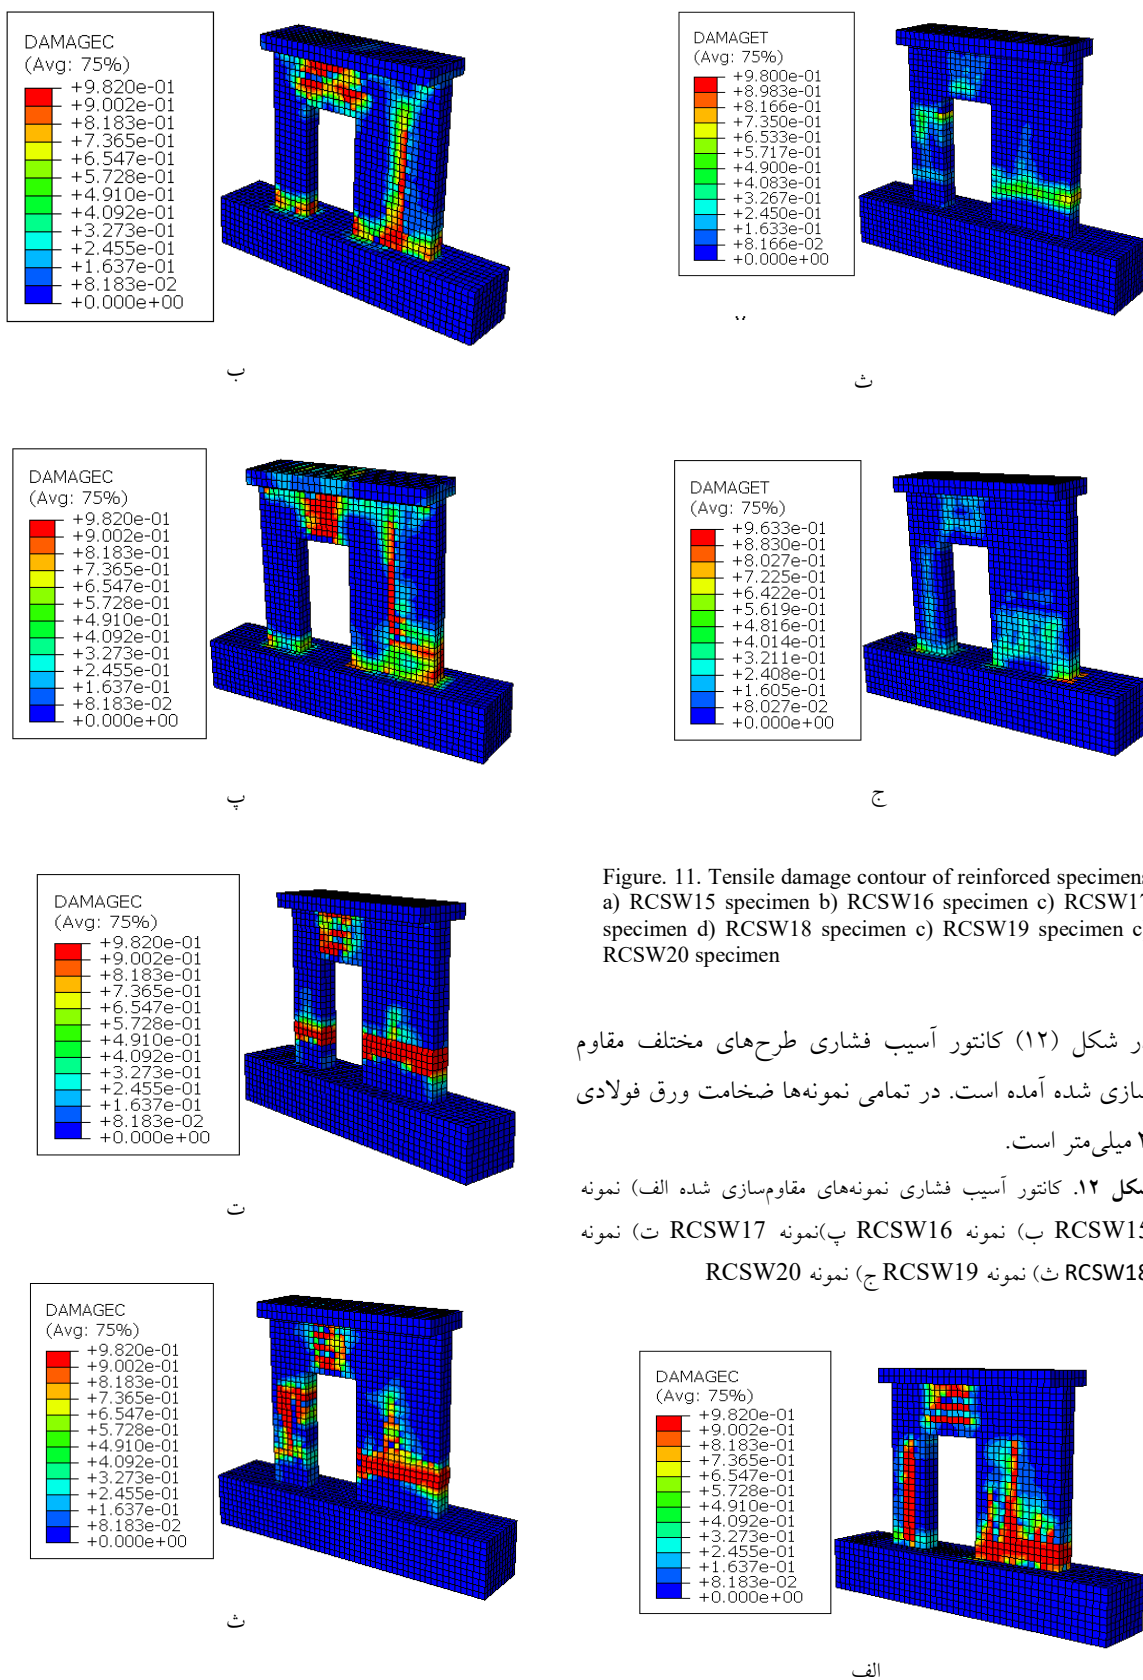 DAMAGET
(Avg: 75%)
+9.800e-01
+8.983e-01
+8.166e-01
+7.350e-01
+6.533e-01
+5.717e-01
+4.900e-01
+4.083e-01
+3.267e-01
+2.450e-01
+1.633e-01
+8.166e-02
+0.000e+00
ث
DAMAGET
(Avg: 75%)
+9.633e-01
+8.830e-01
+8.027e-01
+7.225e-01
+6.422e-01
+5.619e-01
+4.816e-01
+4.014e-01
+3.211e-01
+2.408e-01
+1.605e-01
+8.027e-02
+0.000e+00
ج
Figure. 11. Tensile damage contour of reinforced specimens
a) RCSW15 specimen b) RCSW16 specimen c) RCSW17
specimen d) RCSW18 specimen c) RCSW19 specimen c
RCSW20 specimen
شکل (۱۲) کانتور آسیب فشاری طرح‌های مختلف مقاوم
سازی شده آمده است. در تمامی نمونه‌ها ضخامت ورق فولادی
میلی‌متر است.
شکل ۱۲. کانتور آسیب فشاری نمونه‌های مقاوم‌سازی شده الف) نمونه
RCSW15 ب) نمونه RCSW16 پ)نمونه RCSW17 ت) نمونه
RCSW18 ث) نمونه RCSW19 ج) نمونه RCSW20
DAMAGEC
(Avg: 75%)
+9.820e-01
+9.002e-01
+8.183e-01
+7.365e-01
+6.547e-01
+5.728e-01
+4.910e-01
+4.092e-01
+3.273e-01
+2.455e-01
+1.637e-01
+8.183e-02
+0.000e+00
الف
DAMAGEC
(Avg: 75%)
+9.820e-01
+9.002e-01
+8.183e-01
+7.365e-01
+6.547e-01
+5.728e-01
+4.910e-01
+4.092e-01
+3.273e-01
+2.455e-01
+1.637e-01
+8.183e-02
+0.000e+00
ب
DAMAGEC
(Avg: 75%)
+9.820e-01
+9.002e-01
+8.183e-01
+7.365e-01
+6.547e-01
+5.728e-01
+4.910e-01
+4.092e-01
+3.273e-01
+2.455e-01
+1.637e-01
+8.183e-02
+0.000e+00
پ
DAMAGEC
(Avg: 75%)
+9.820e-01
+9.002e-01
+8.183e-01
+7.365e-01
+6.547e-01
+5.728e-01
+4.910e-01
+4.092e-01
+3.273e-01
+2.455e-01
+1.637e-01
+8.183e-02
+0.000e+00
ت
DAMAGEC
(Avg: 75%)
+9.820e-01
+9.002e-01
+8.183e-01
+7.365e-01
+6.547e-01
+5.728e-01
+4.910e-01
+4.092e-01
+3.273e-01
+2.455e-01
+1.637e-01
+8.183e-02
+0.000e+00
ث